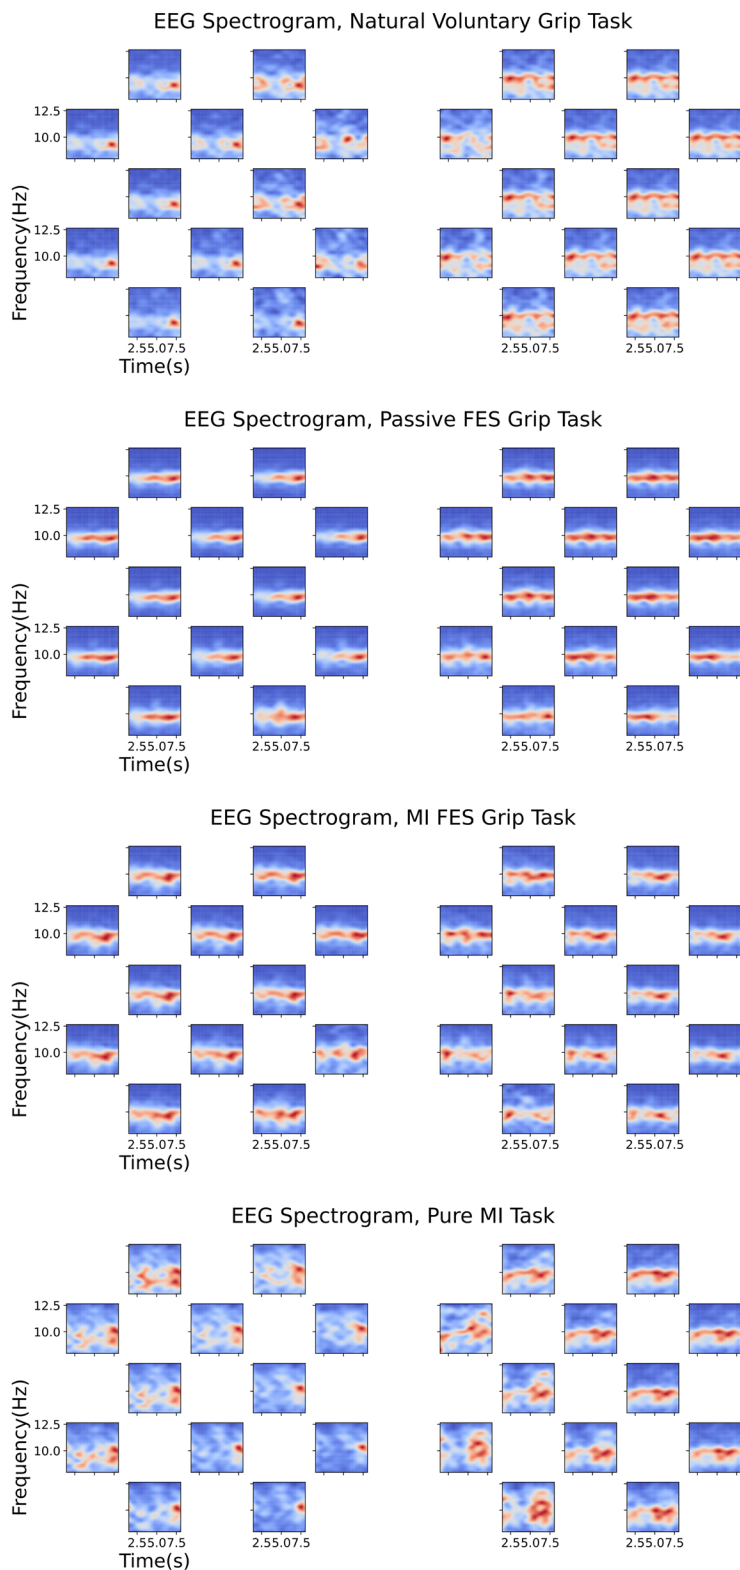 EEG Spectrogram, Natural Voluntary Grip Task
12.5
10.0
12.5
10.0
Frequency(Hz)
2.55.07.5 2.55.07.5 2.55.07.5 2.55.07.5
Time(s)
EEG Spectrogram, Passive FES Grip Task
12.5
10.0
12.5
10.0
Frequency(Hz)
2.55.07.5 2.55.07.5 2.55.07.5 2.55.07.5
Time(s)
EEG Spectrogram, MI FES Grip Task
12.5
10.0
12.5
10.0
Frequency(Hz)
2.55.07.5 2.55.07.5 2.55.07.5 2.55.07.5
Time(s)
EEG Spectrogram, Pure MI Task
12.5
10.0
12.5
10.0
Frequency(Hz)
2.55.07.5 2.55.07.5 2.55.07.5 2.55.07.5
Time(s)